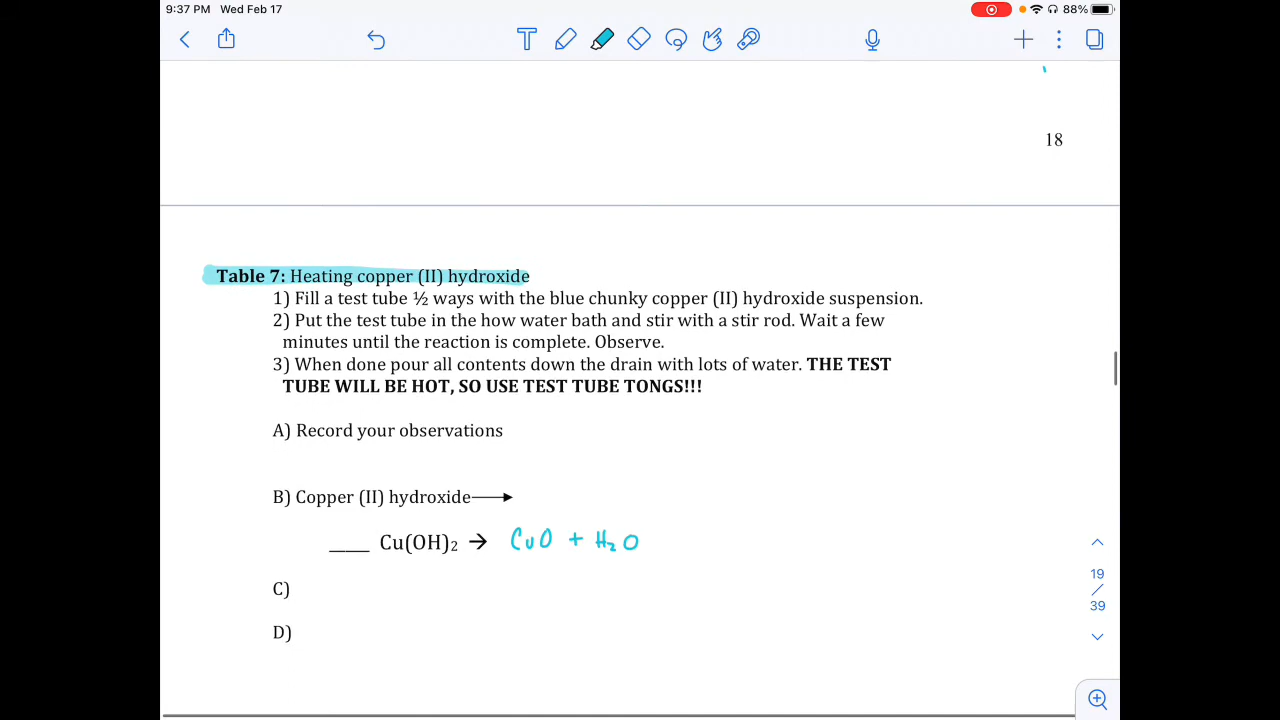 9:37 PM Wed Feb 17
88%
18
Table 7: Heating copper (II) hydroxide
1) Fill a test tube ½ ways with the blue chunky copper (II) hydroxide suspension.
2) Put the test tube in the how water bath and stir with a stir rod. Wait a few
minutes until the reaction is complete. Observe.
3) When done pour all contents down the drain with lots of water. THE TEST
TUBE WILL BE HOT, SO USE TEST TUBE TONGS!!!
A) Record your observations
B) Copper (II) hydroxide→
____ Cu(OH)₂ → CuO + H₂O
C)
D)
19
/
39